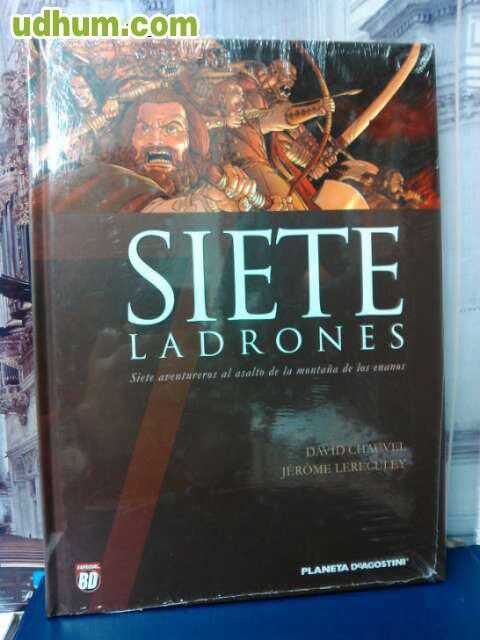 udhum.com
SIETE
LADRONES
Siete aventureros al asalto de la montaña de los enanos
DAVID CHAUVEL
JÉRÔME LERECULEY
ESPECIAL
BD
PLANETA DeAGOSTINI